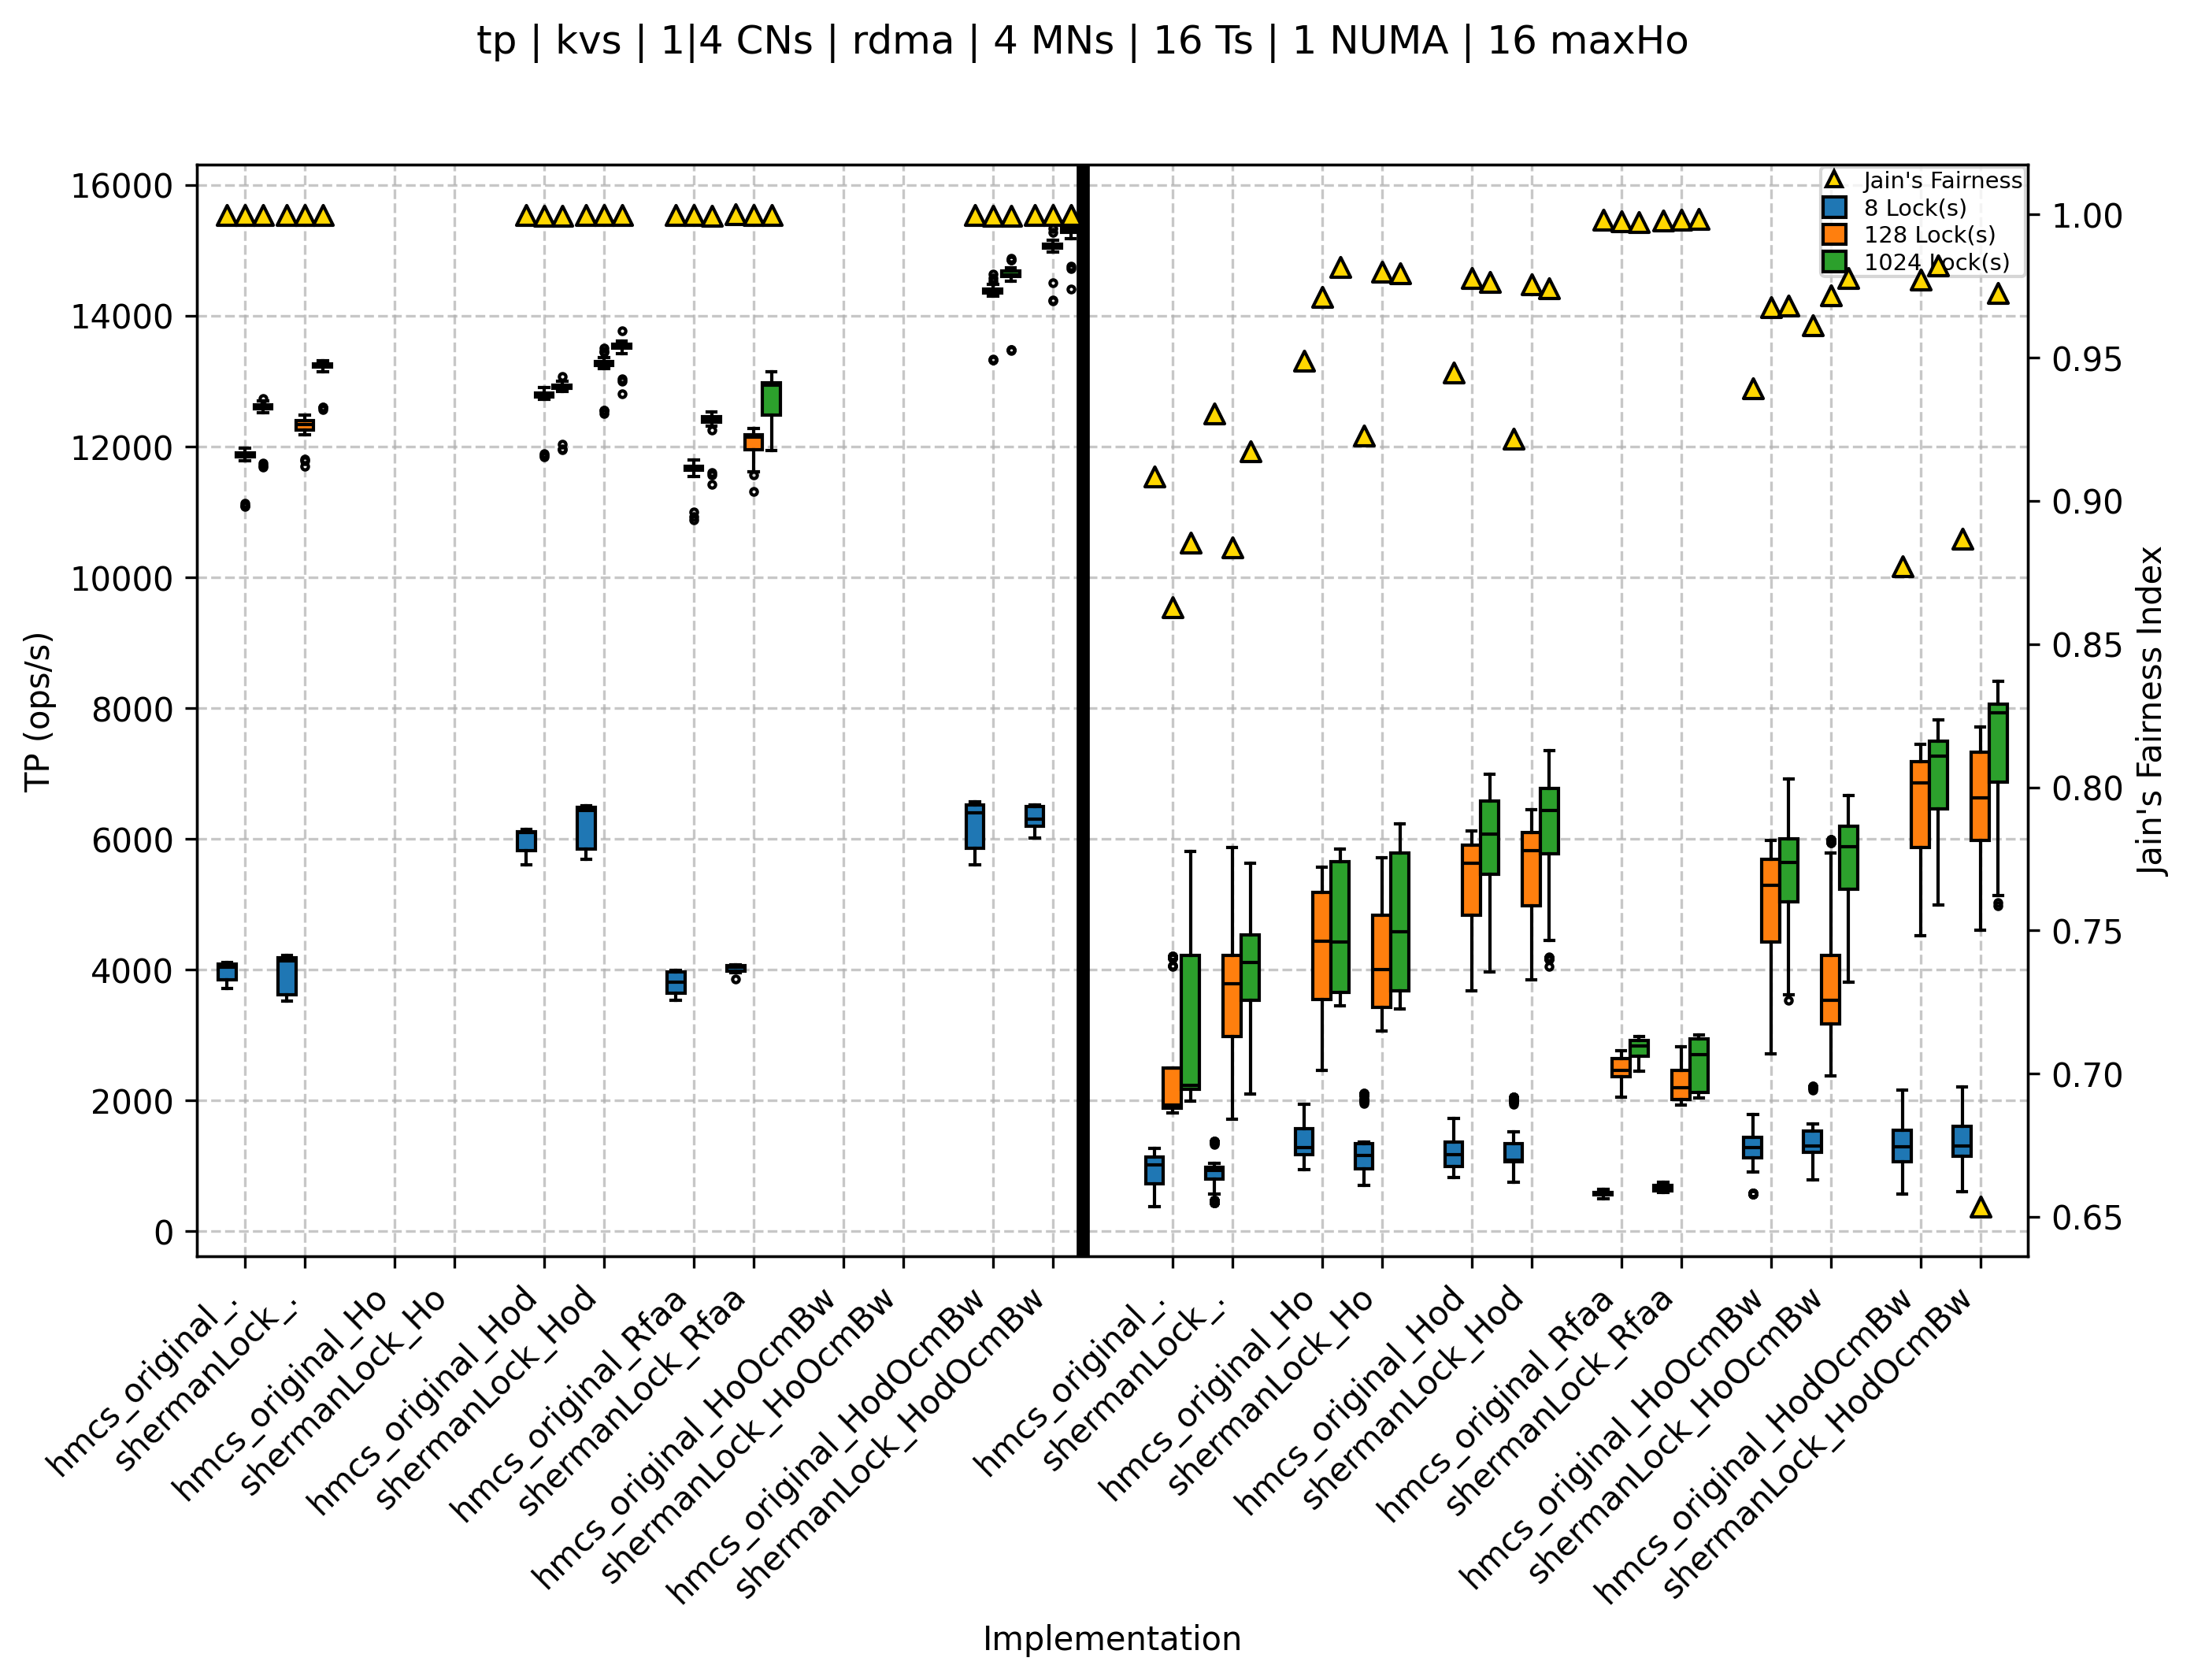 tp | kvs | 1|4 CNs | rdma | 4 MNs | 16 Ts | 1 NUMA | 16 maxHo
TP (ops/s)
16000
14000
12000
10000
8000
6000
4000
2000
0
Jain's Fairness
8 Lock(s)
128 Lock(s)
1024 Lock(s)
1.00
0.95
0.90
0.85
0.80
0.75
0.70
0.65
Jain's Fairness Index
hmcs_original_.
shermanLock_.
hmcs_original_Ho
shermanLock_Ho
hmcs_original_Hod
shermanLock_Hod
hmcs_original_Rfaa
shermanLock_Rfaa
hmcs_original_HoOcmBw
shermanLock_HoOcmBw
hmcs_original_HodOcmBw
shermanLock_HodOcmBw
hmcs_original_.
shermanLock_.
hmcs_original_Ho
shermanLock_Ho
hmcs_original_Hod
shermanLock_Hod
hmcs_original_Rfaa
shermanLock_Rfaa
hmcs_original_HoOcmBw
shermanLock_HoOcmBw
hmcs_original_HodOcmBw
shermanLock_HodOcmBw
Implementation